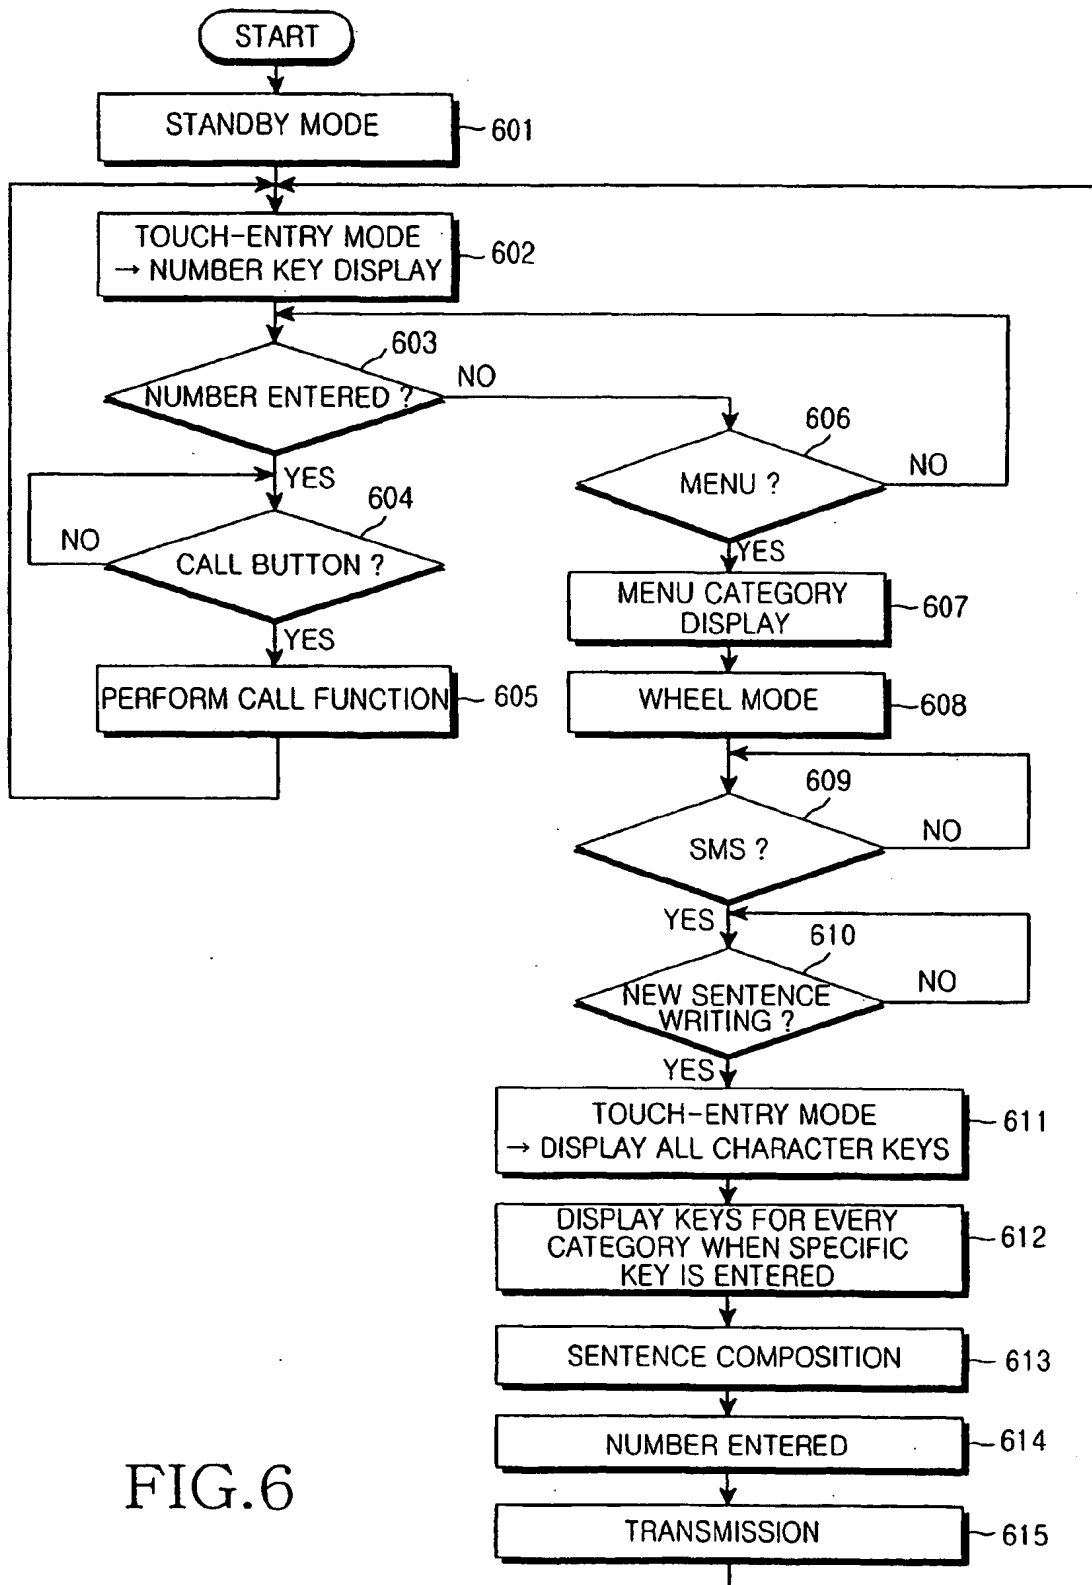 START
STANDBY MODE
601
TOUCH-ENTRY MODE
→ NUMBER KEY DISPLAY
602
603
NUMBER ENTERED ?
NO
YES
604
NO
CALL BUTTON ?
YES
PERFORM CALL FUNCTION
605
606
MENU ?
NO
YES
MENU CATEGORY
DISPLAY
607
WHEEL MODE
608
609
SMS ?
NO
YES
610
NEW SENTENCE
WRITING ?
NO
YES
TOUCH-ENTRY MODE
→ DISPLAY ALL CHARACTER KEYS
611
DISPLAY KEYS FOR EVERY
CATEGORY WHEN SPECIFIC
KEY IS ENTERED
612
SENTENCE COMPOSITION
613
NUMBER ENTERED
614
TRANSMISSION
615
FIG.6